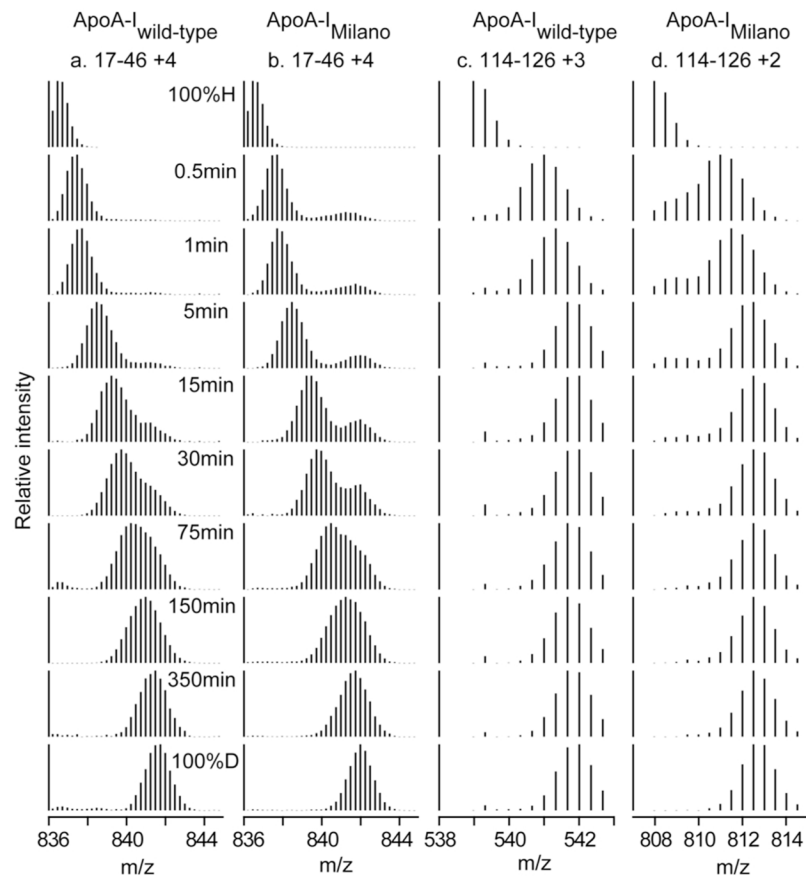 ApoA-Iwild-type ApoA-IMilano ApoA-Iwild-type ApoA-IMilano
a. 17-46 +4 b. 17-46 +4 c. 114-126 +3 d. 114-126 +2
100%H
0.5min
1min
5min
15min
30min
75min
150min
350min
100%D
Relative intensity
836 840 844 836 840 844 538 540 542 808 810 812 814
m/z m/z m/z m/z